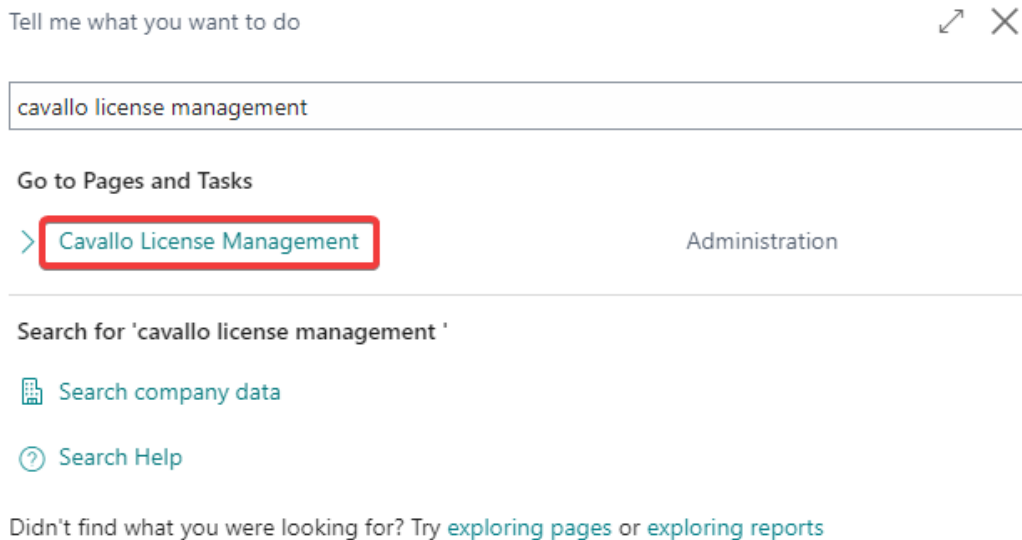 Tell me what you want to do
cavallo license management
Go to Pages and Tasks
Cavallo License Management Administration
Search for 'cavallo license management '
Search company data
Search Help
Didn't find what you were looking for? Try exploring pages or exploring reports